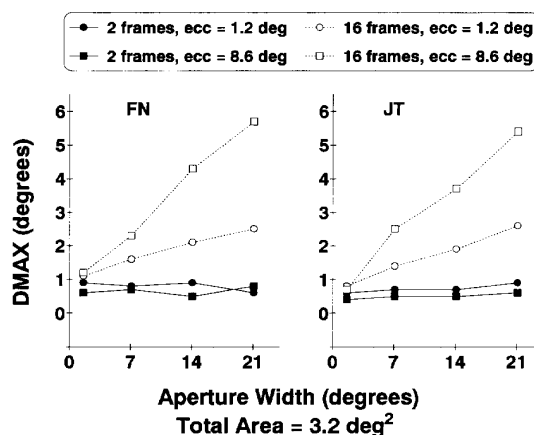 2 frames, ecc = 1.2 deg 16 frames, ecc = 1.2 deg
2 frames, ecc = 8.6 deg 16 frames, ecc = 8.6 deg
FN JT
DMAX (degrees)
6 6
5 5
4 4
3 3
2 2
1 1
0 0
0 7 14 21 0 7 14 21
Aperture Width (degrees)
Total Area = 3.2 deg²